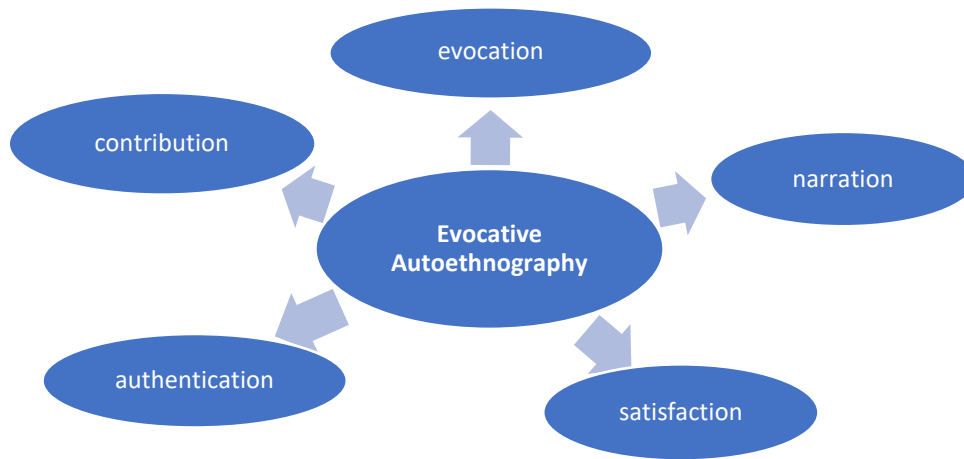 evocation
contribution
narration
Evocative
Autoethnography
authentication
satisfaction